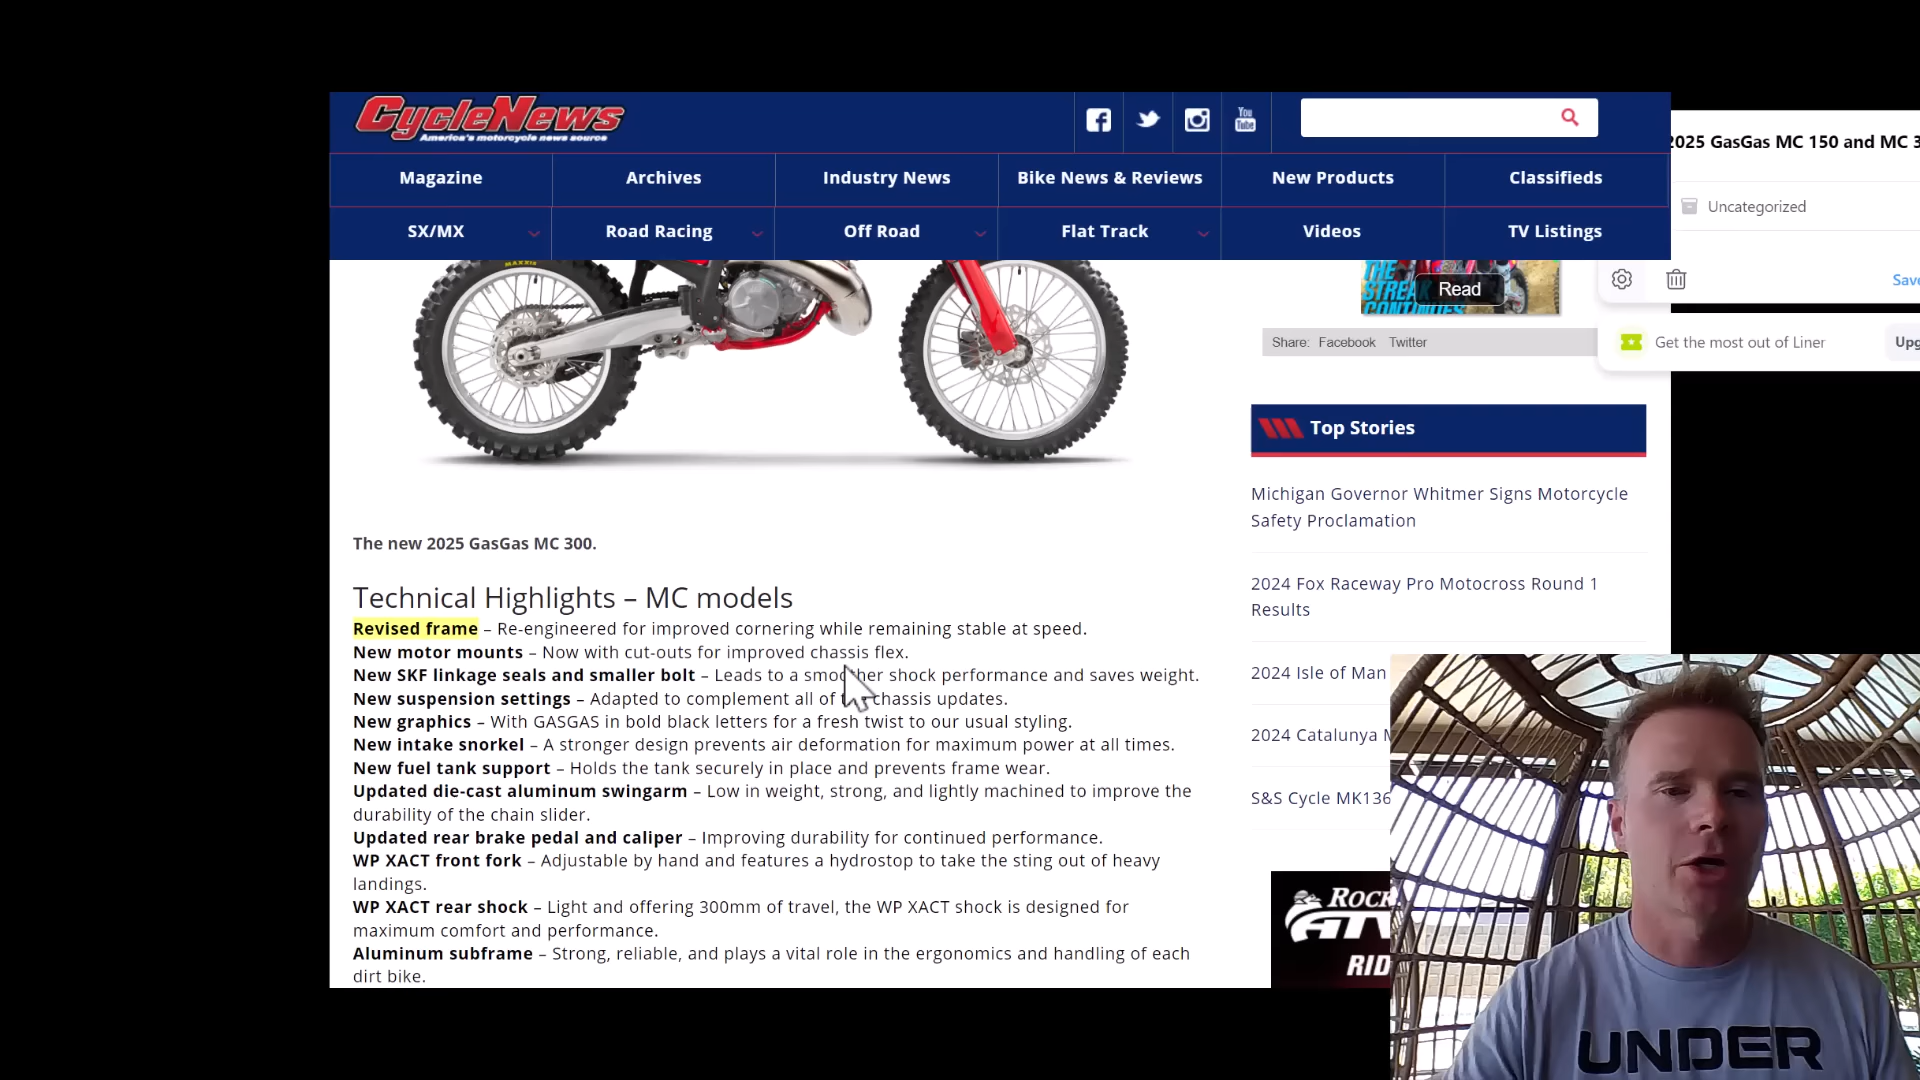 CycleNews
America's motorcycle news source
You Tube
Magazine
Archives
Industry News
Bike News & Reviews
New Products
Classifieds
SX/MX
Road Racing
Off Road
Flat Track
Videos
TV Listings
2025 GasGas MC 150 and MC 3
Uncategorized
Save
Get the most out of Liner
Upg
MAXXIS
THE
STREAK
CONTINUES
Read
Share: Facebook Twitter
The new 2025 GasGas MC 300.
Technical Highlights – MC models
Revised frame – Re-engineered for improved cornering while remaining stable at speed.
New motor mounts – Now with cut-outs for improved chassis flex.
New SKF linkage seals and smaller bolt – Leads to a smoother shock performance and saves weight.
New suspension settings – Adapted to complement all of chassis updates.
New graphics – With GASGAS in bold black letters for a fresh twist to our usual styling.
New intake snorkel – A stronger design prevents air deformation for maximum power at all times.
New fuel tank support – Holds the tank securely in place and prevents frame wear.
Updated die-cast aluminum swingarm – Low in weight, strong, and lightly machined to improve the
durability of the chain slider.
Updated rear brake pedal and caliper – Improving durability for continued performance.
WP XACT front fork – Adjustable by hand and features a hydrostop to take the sting out of heavy
landings.
WP XACT rear shock – Light and offering 300mm of travel, the WP XACT shock is designed for
maximum comfort and performance.
Aluminum subframe – Strong, reliable, and plays a vital role in the ergonomics and handling of each
dirt bike.
Top Stories
Michigan Governor Whitmer Signs Motorcycle
Safety Proclamation
2024 Fox Raceway Pro Motocross Round 1
Results
2024 Isle of Man
2024 Catalunya M
S&S Cycle MK136
ROCK
ATV
RID
UNDER